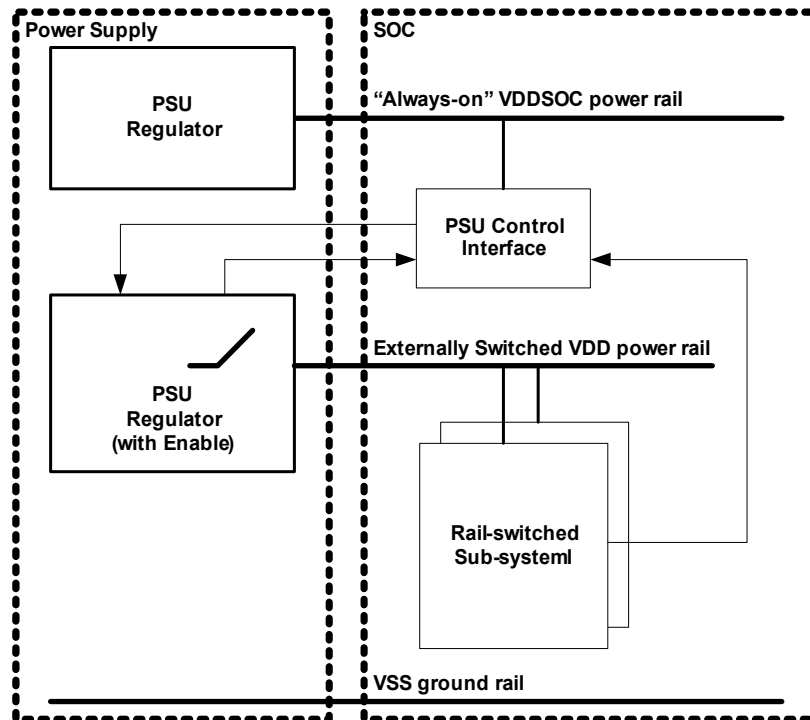 Power Supply
SOC
PSU
Regulator
“Always-on” VDDSOC power rail
PSU Control
Interface
Externally Switched VDD power rail
PSU
Regulator
(with Enable)
Rail-switched
Sub-systeml
VSS ground rail